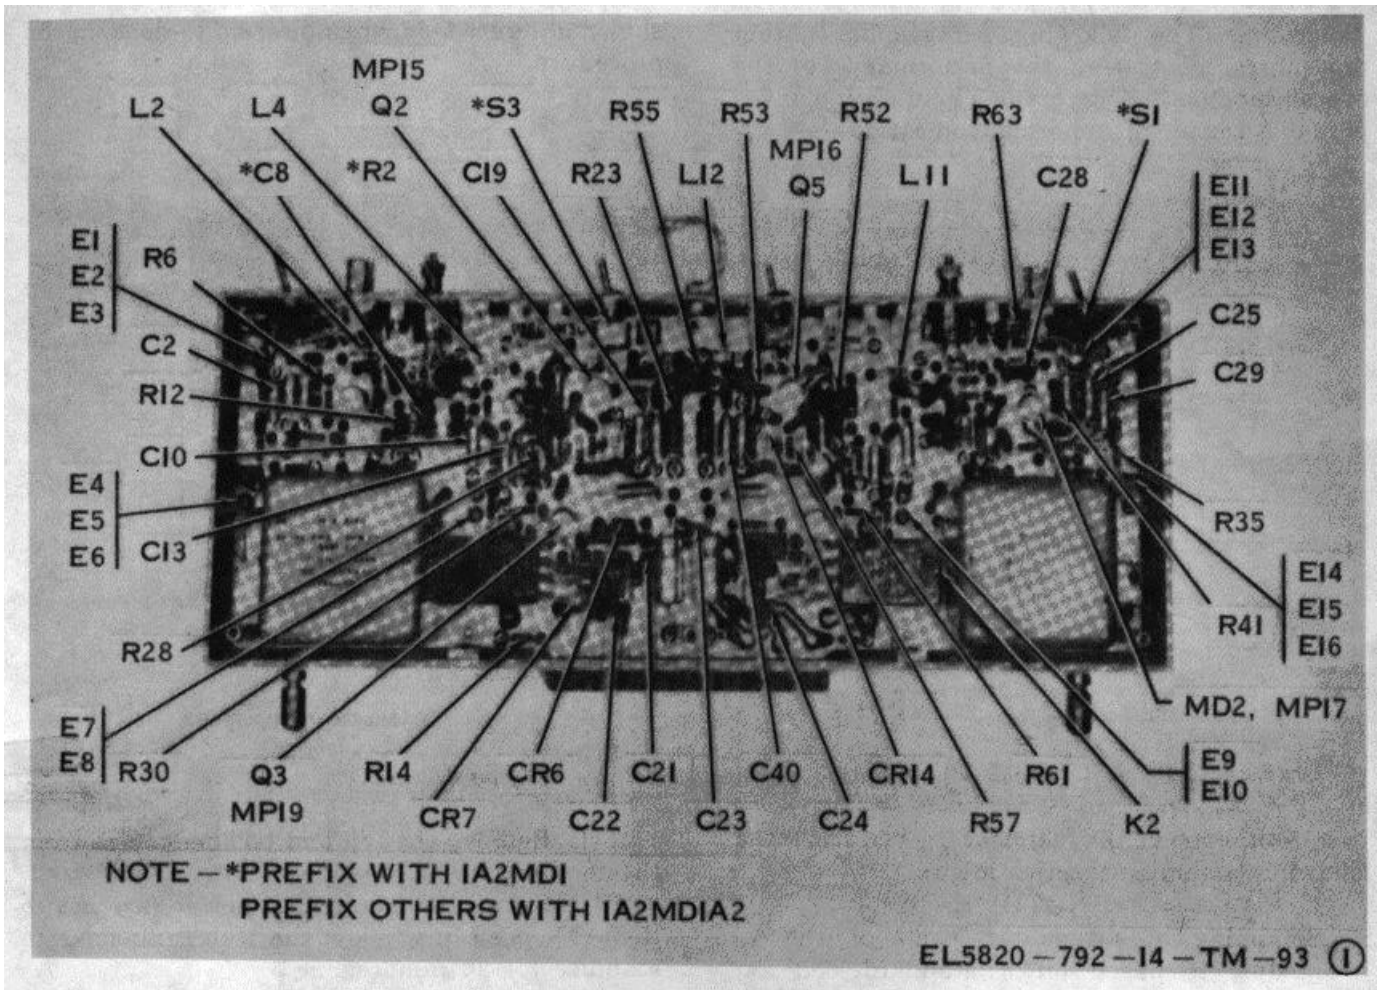 MP15
L2 L4 Q2 *S3 R55 R53 R52 R63 *S1
MP16
*C8 *R2 C19 R23 L12 Q5 L11 C28
E11
E12
E13
E1
E2
E3
R6
C2
R12
C10
E4
E5
E6
C13
C25
C29
R35
E14
E15
E16
R41
R28
MD2, MP17
E7
E8
R30 Q3 R14 CR6 C21 C40 CR14 R61
E9
E10
MP19 CR7 C22 C23 C24 R57 K2
NOTE - *PREFIX WITH 1A2MD1
PREFIX OTHERS WITH 1A2MD1A2
EL5820-792-14-TM-93 1